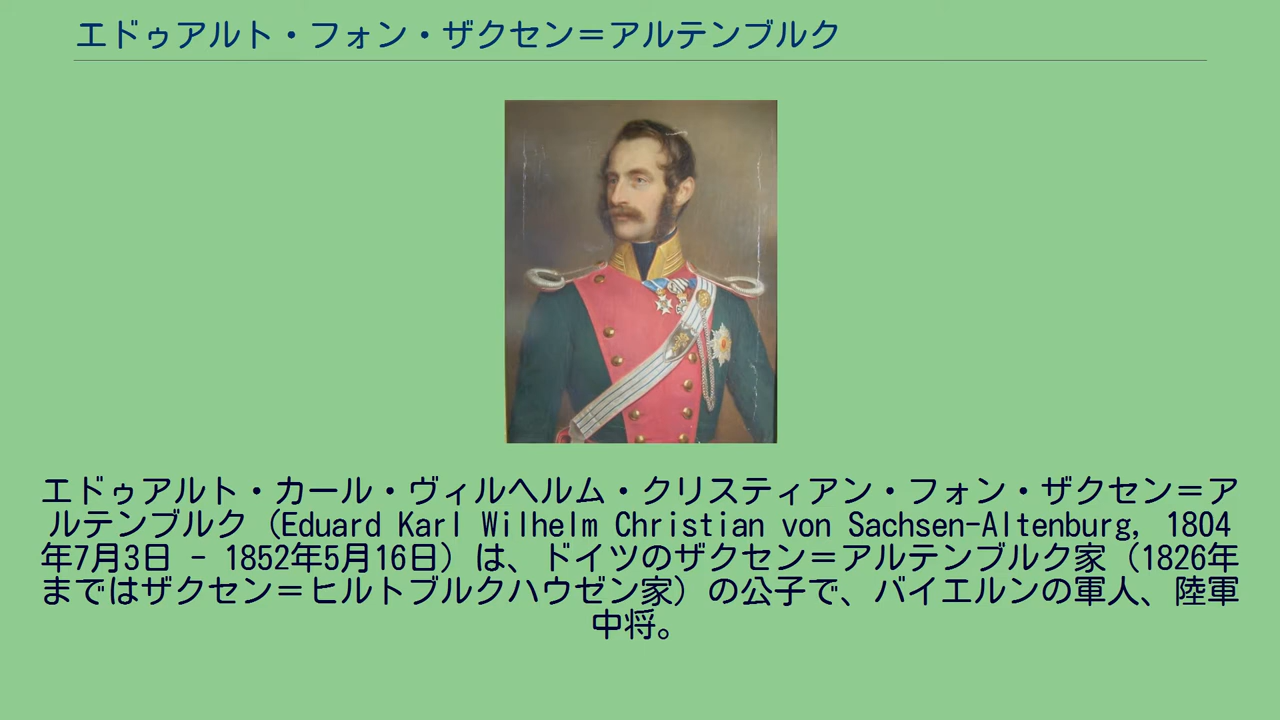 エドゥアルト・フォン・ザクセン＝アルテンブルク
エドゥアルト・カール・ヴィルヘルム・クリスティアン・フォン・ザクセン＝ア
ルテンブルク（Eduard Karl Wilhelm Christian von Sachsen-Altenburg, 1804
年7月3日 - 1852年5月16日）は、ドイツのザクセン＝アルテンブルク家（1826年
まではザクセン＝ヒルトブルクハウゼン家）の公子で、バイエルンの軍人、陸軍
中将。